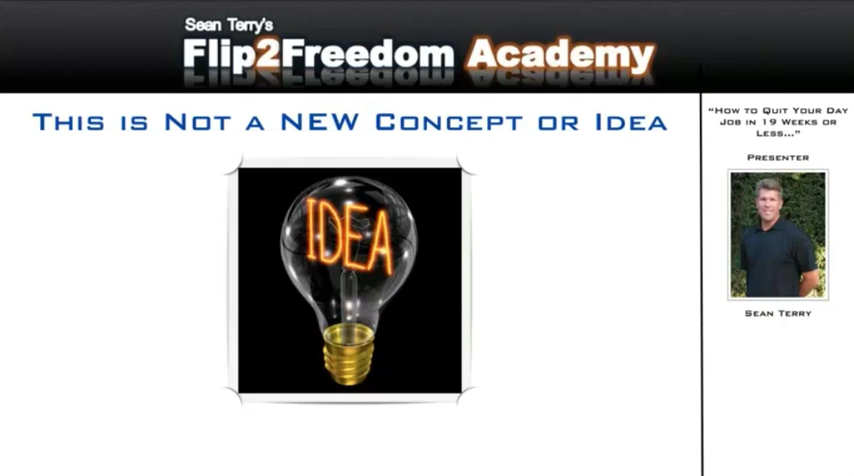 Sean Terry's
Flip2Freedom Academy
This is Not a NEW Concept or Idea
IDEA
"How to Quit Your Day
Job in 19 Weeks or
Less..."
Presenter
Sean Terry